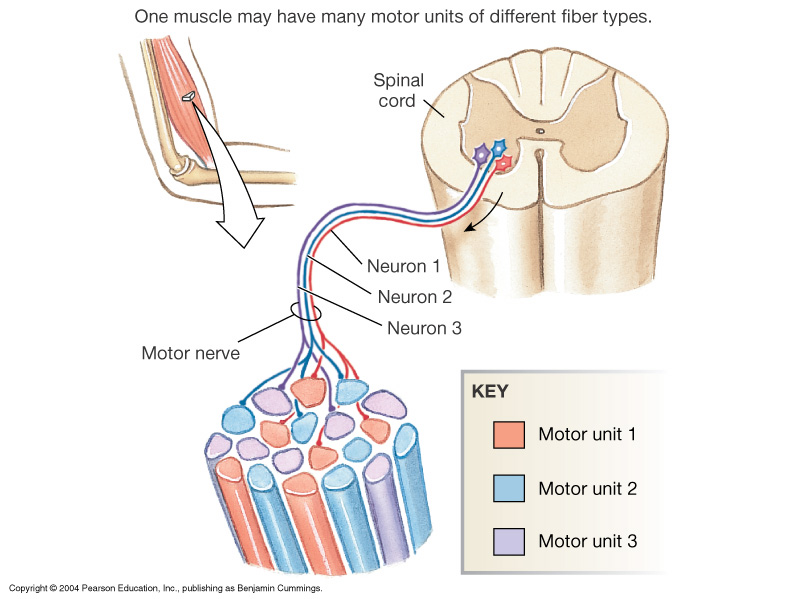 One muscle may have many motor units of different fiber types.
Spinal
cord
Neuron 1
Neuron 2
Neuron 3
Motor nerve
KEY
Motor unit 1
Motor unit 2
Motor unit 3
Copyright © 2004 Pearson Education, Inc., publishing as Benjamin Cummings.